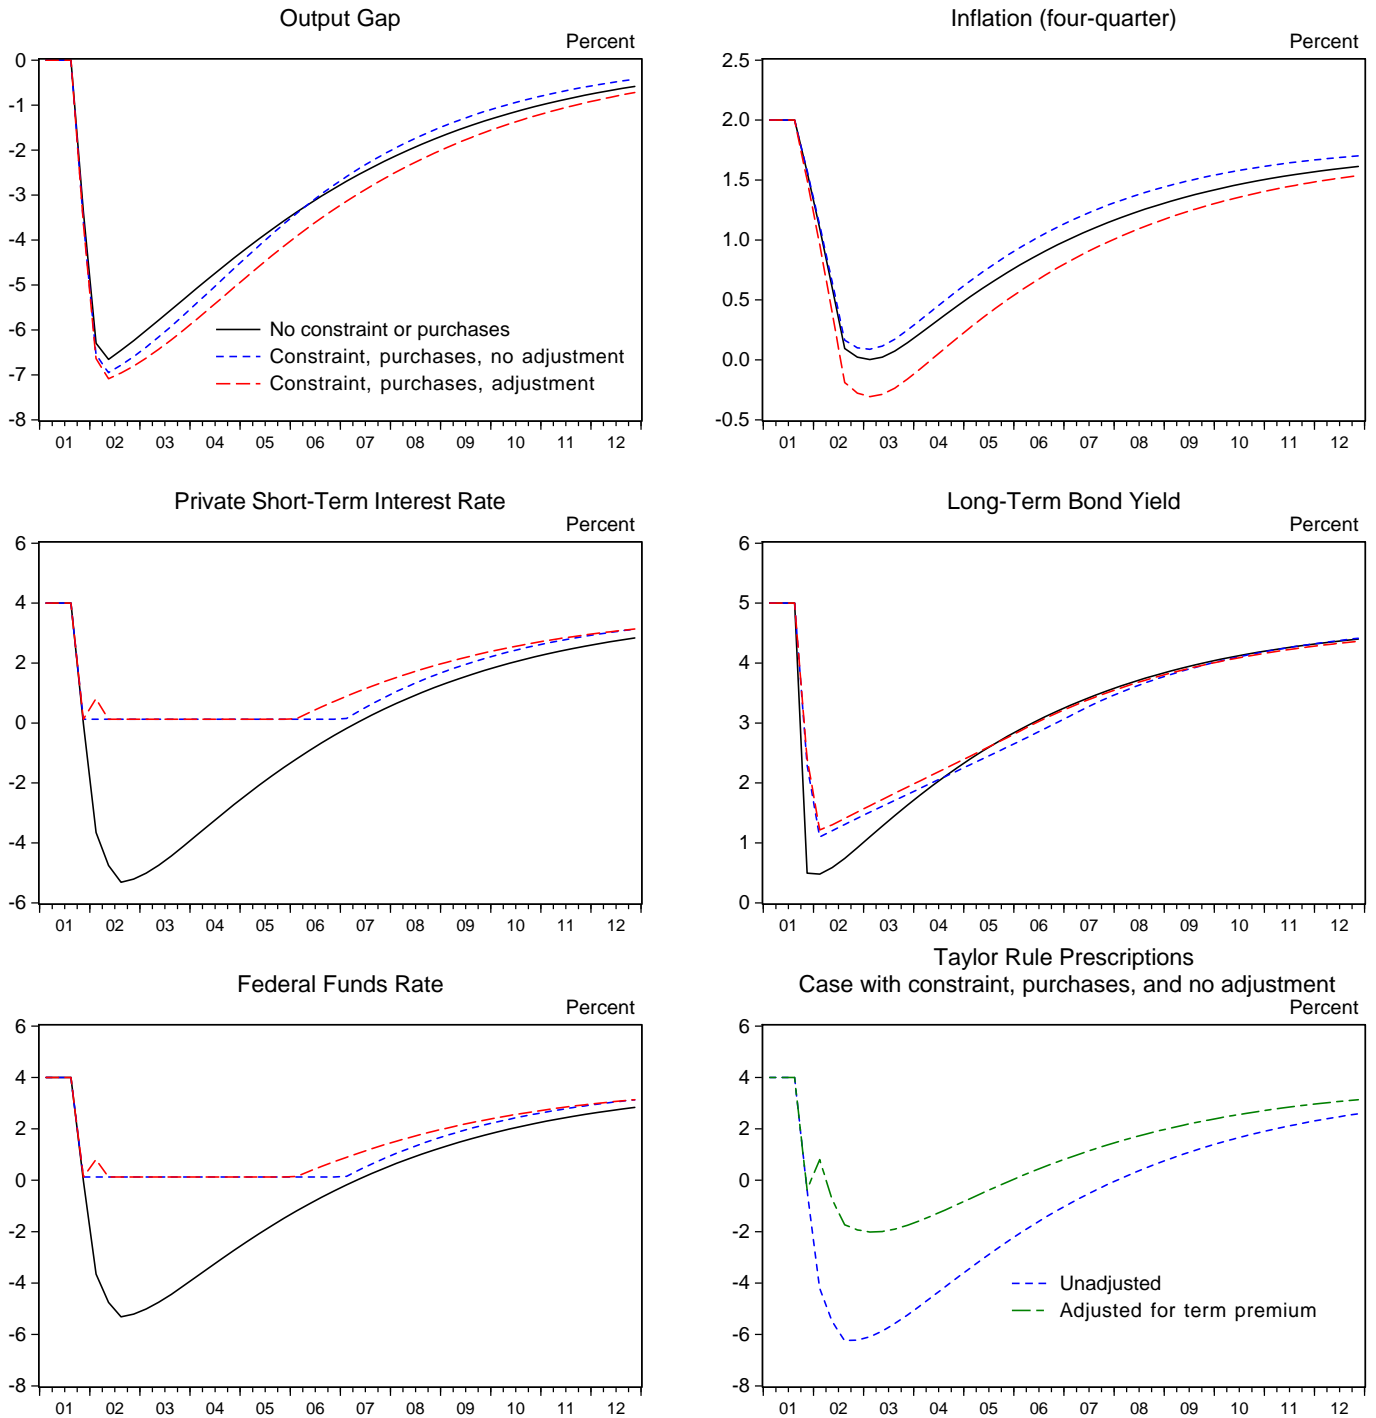 Output Gap
Percent
0
-1
-2
-3
-4
-5
-6
-7
-8
No constraint or purchases
Constraint, purchases, no adjustment
Constraint, purchases, adjustment
01 02 03 04 05 06 07 08 09 10 11 12
Inflation (four-quarter)
Percent
2.5
2.0
1.5
1.0
0.5
0.0
-0.5
01 02 03 04 05 06 07 08 09 10 11 12
Private Short-Term Interest Rate
Percent
6
4
2
0
-2
-4
-6
01 02 03 04 05 06 07 08 09 10 11 12
Long-Term Bond Yield
Percent
6
5
4
3
2
1
0
01 02 03 04 05 06 07 08 09 10 11 12
Federal Funds Rate
Percent
6
4
2
0
-2
-4
-6
-8
01 02 03 04 05 06 07 08 09 10 11 12
Taylor Rule Prescriptions
Case with constraint, purchases, and no adjustment
Percent
6
4
2
0
-2
-4
-6
-8
Unadjusted
Adjusted for term premium
01 02 03 04 05 06 07 08 09 10 11 12